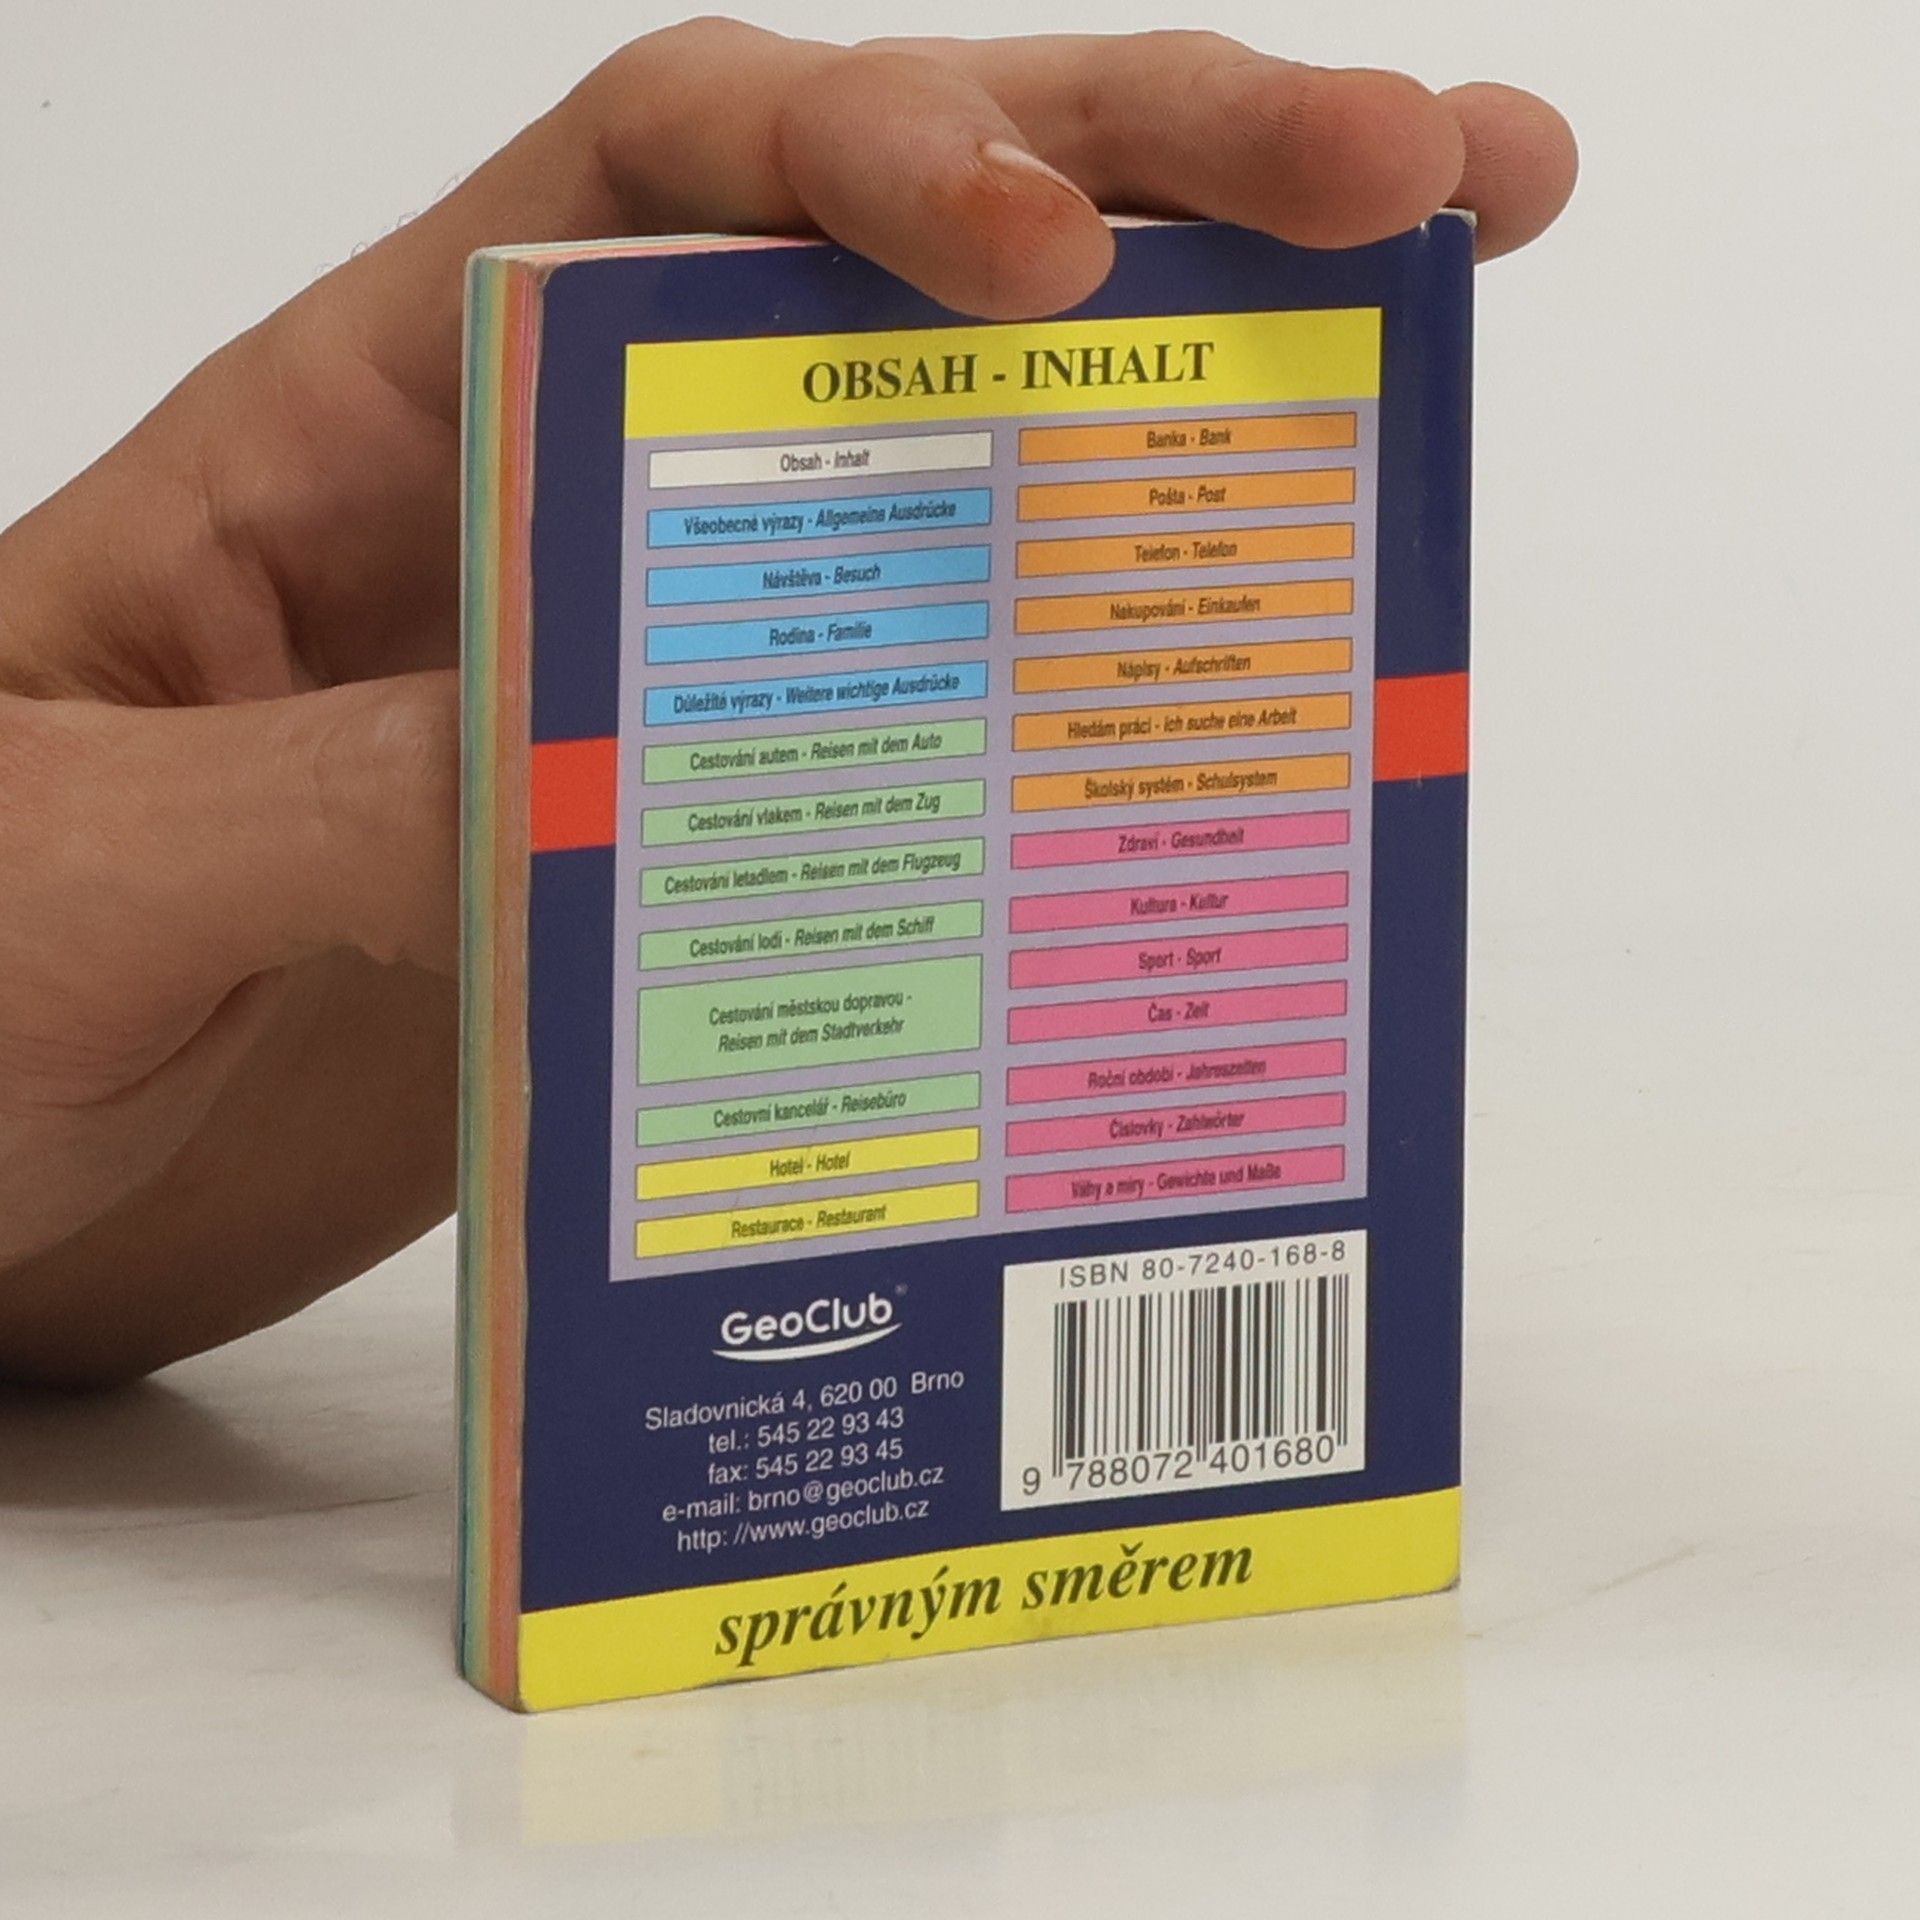 OBSAH - INHALT
Obsah - Inhalt
Všeobecné výrazy - Allgemeine Ausdrücke
Návštěva - Besuch
Rodina - Familie
Důležité výrazy - Weitere wichtige Ausdrücke
Cestování autem - Reisen mit dem Auto
Cestování vlakem - Reisen mit dem Zug
Cestování letadlem - Reisen mit dem Flugzeug
Cestování lodí - Reisen mit dem Schiff
Cestování městskou dopravou -
Reisen mit dem Stadtverkehr
Cestovní kancelář - Reisebüro
Hotel - Hotel
Restaurace - Restaurant
Banka - Bank
Pošta - Post
Telefon - Telefon
Nakupování - Einkaufen
Nápisy - Aufschriften
Hledám práci - Ich suche eine Arbeit
Školský systém - Schulsystem
Zdraví - Gesundheit
Kultura - Kultur
Sport - Sport
Čas - Zeit
Roční období - Jahreszeiten
Číslovky - Zahlwörter
Váhy a míry - Gewichte und Maße
GeoClub®
Sladovnická 4, 620 00 Brno
tel.: 545 22 93 43
fax: 545 22 93 45
e-mail: brno@geoclub.cz
http: //www.geoclub.cz
ISBN 80-7240-168-8
9 788072 401680
správným směrem